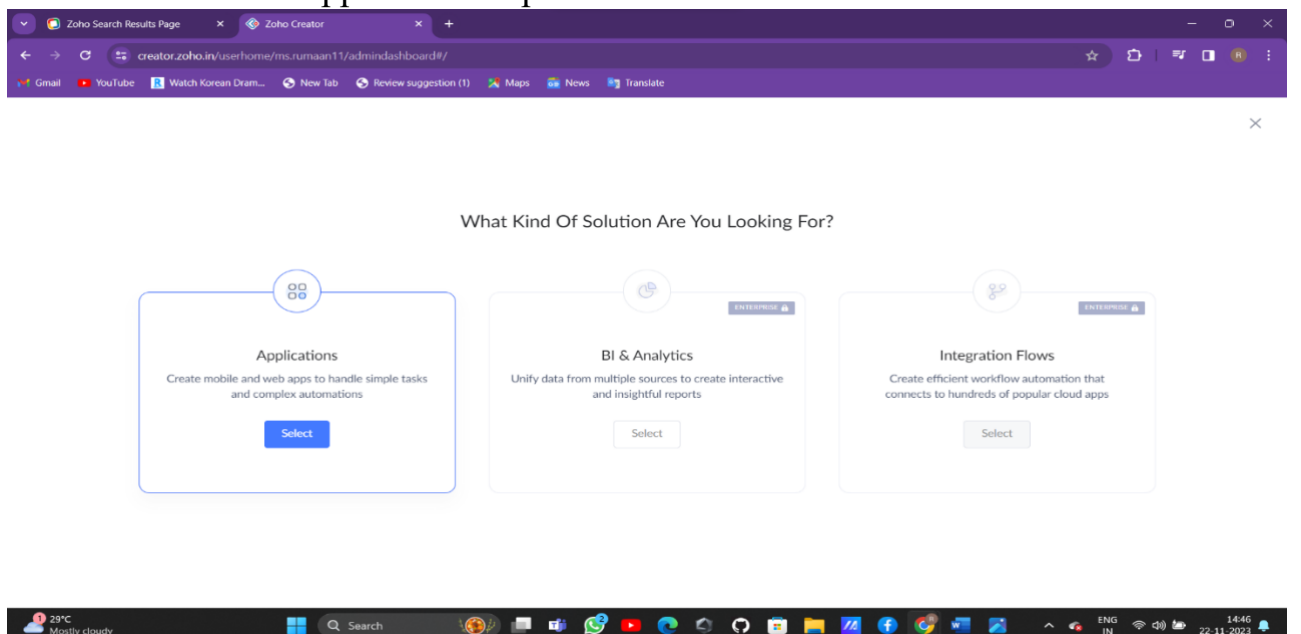 Zoho Search Results Page
Zoho Creator
creator.zoho.in/userhome/ms.rumaan11/admindashboard#/
Gmail YouTube Watch Korean Dram... New Tab Review suggestion (1) Maps News Translate
What Kind Of Solution Are You Looking For?
ENTERPRISE
ENTERPRISE
Applications
Create mobile and web apps to handle simple tasks
and complex automations
Select
BI & Analytics
Unify data from multiple sources to create interactive
and insightful reports
Select
Integration Flows
Create efficient workflow automation that
connects to hundreds of popular cloud apps
Select
29°C
Mostly cloudy
Search
ENG
IN
14:46
22-11-2023